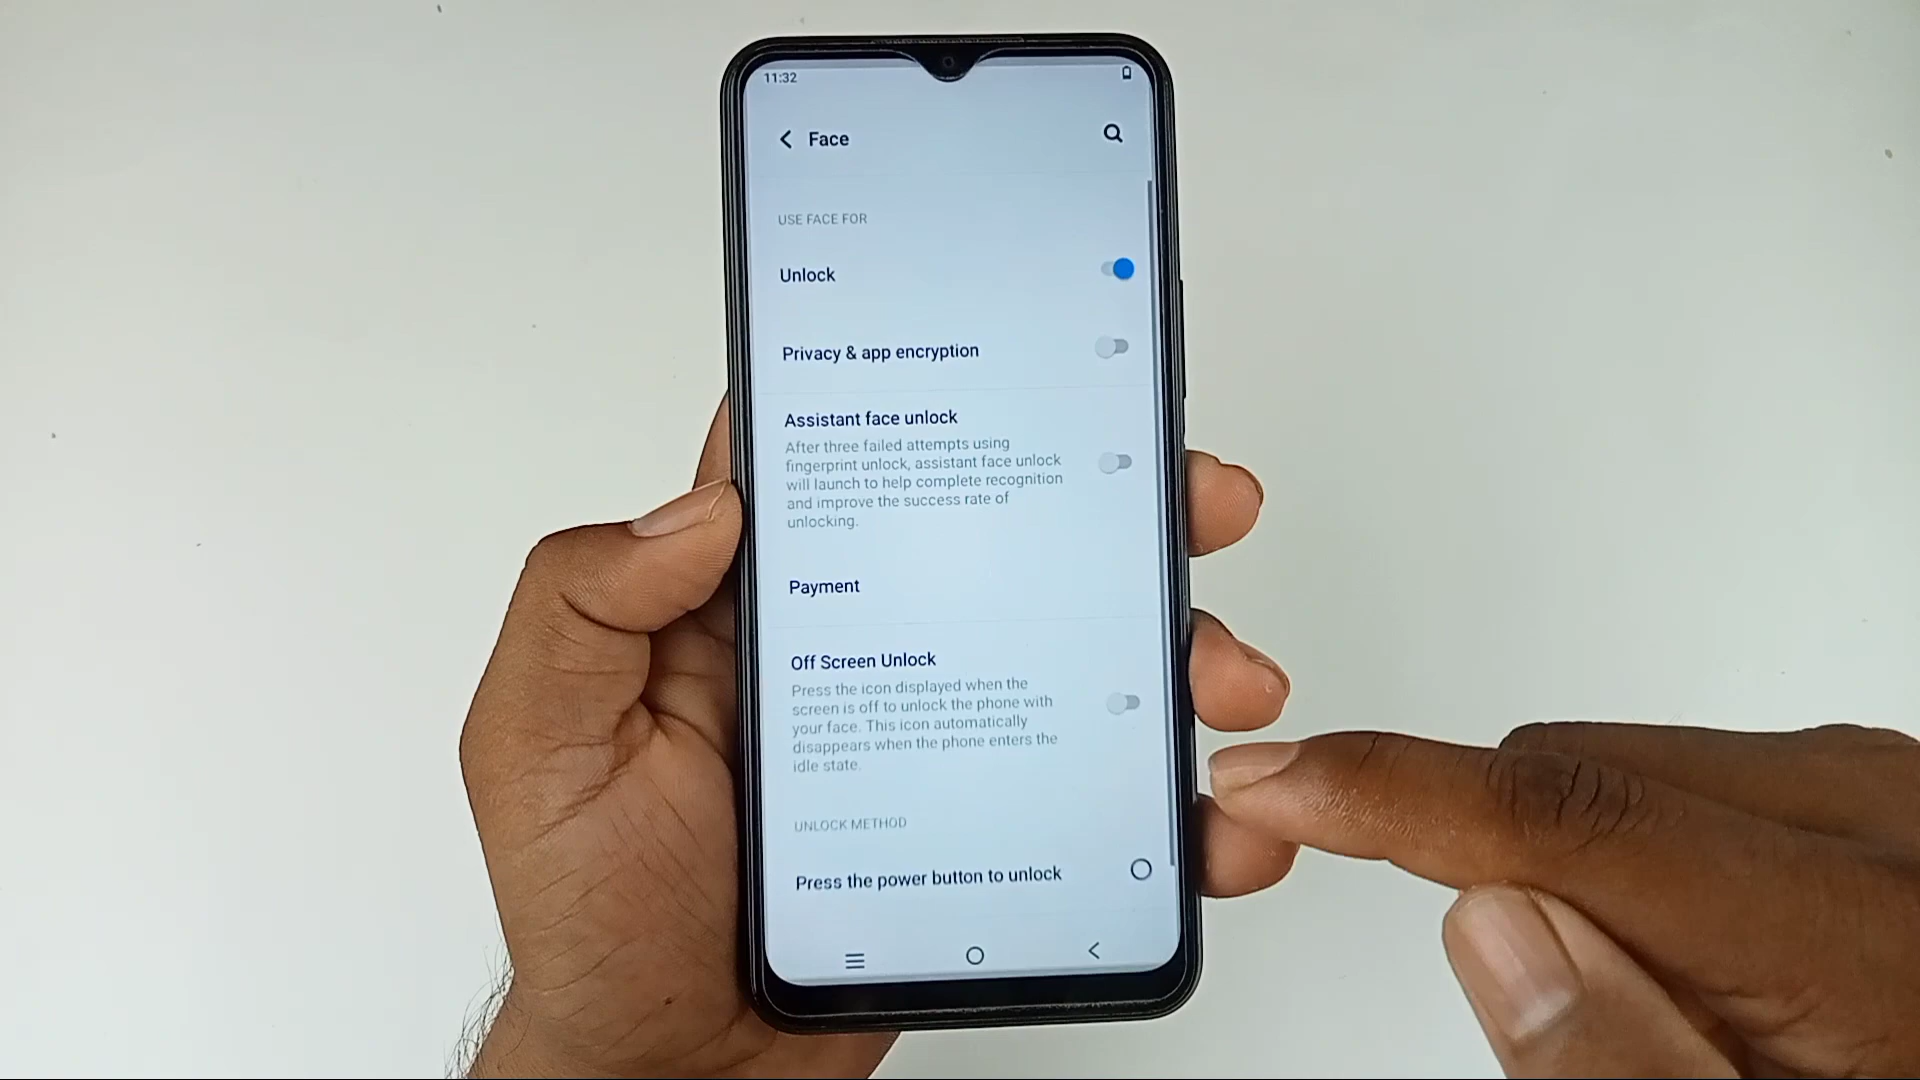 11:32
Face
USE FACE FOR
Unlock
Privacy & app encryption
Assistant face unlock
After three failed attempts using
fingerprint unlock, assistant face unlock
will launch to help complete recognition
and improve the success rate of
unlocking.
Payment
Off Screen Unlock
Press the icon displayed when the
screen is off to unlock the phone with
your face. This icon automatically
disappears when the phone enters the
idle state.
UNLOCK METHOD
Press the power button to unlock